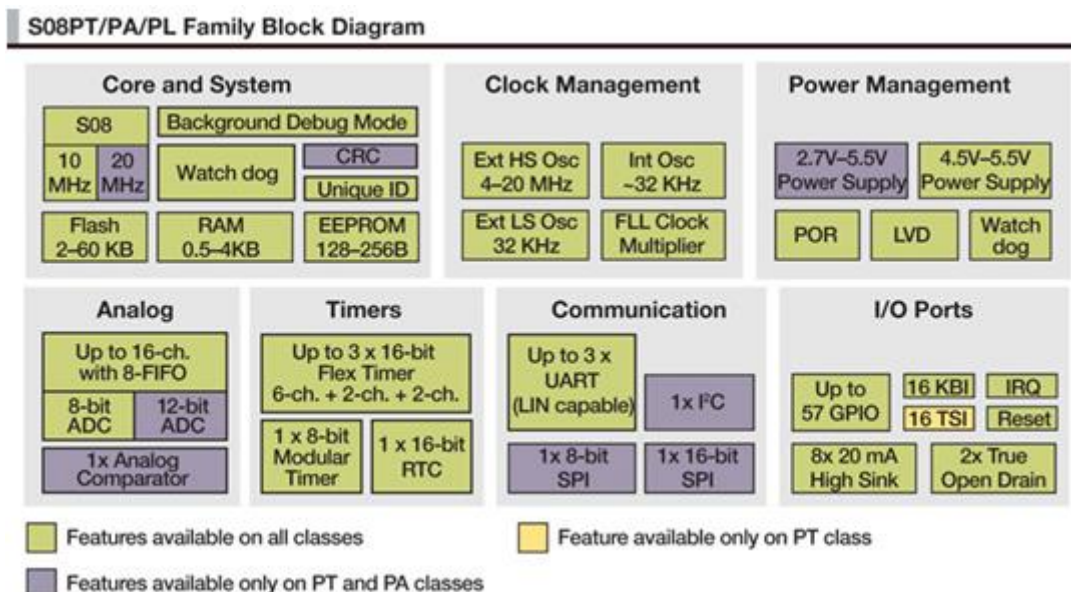 S08PT/PA/PL Family Block Diagram
Core and System
S08
10
MHz
20
MHz
Background Debug Mode
Watch dog
CRC
Unique ID
Flash
2–60 KB
RAM
0.5–4KB
EEPROM
128–256B
Clock Management
Ext HS Osc
4–20 MHz
Int Osc
~32 KHz
Ext LS Osc
32 KHz
FLL Clock
Multiplier
Power Management
2.7V–5.5V
Power Supply
4.5V–5.5V
Power Supply
POR
LVD
Watch
dog
Analog
Up to 16-ch.
with 8-FIFO
8-bit
ADC
12-bit
ADC
1x Analog
Comparator
Timers
Up to 3 x 16-bit
Flex Timer
6-ch. + 2-ch. + 2-ch.
1 x 8-bit
Modular
Timer
1 x 16-bit
RTC
Communication
Up to 3 x
UART
(LIN capable)
1x I²C
1x 8-bit
SPI
1x 16-bit
SPI
I/O Ports
Up to
57 GPIO
16 KBI
IRQ
16 TSI
Reset
8x 20 mA
High Sink
2x True
Open Drain
Features available on all classes
Feature available only on PT class
Features available only on PT and PA classes